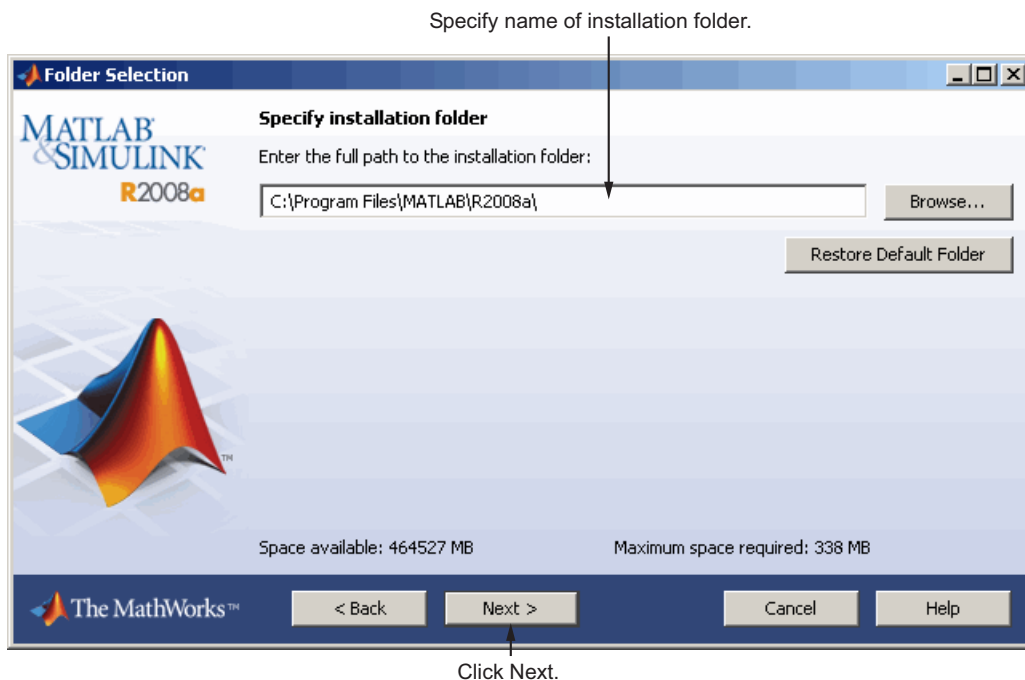 Specify name of installation folder.
Folder Selection
MATLAB
&SIMULINK
R2008a
Specify installation folder
Enter the full path to the installation folder:
C:\Program Files\MATLAB\R2008a\
Browse...
Restore Default Folder
TM
Space available: 464527 MB
Maximum space required: 338 MB
The MathWorks™
< Back
Next >
Cancel
Help
Click Next.